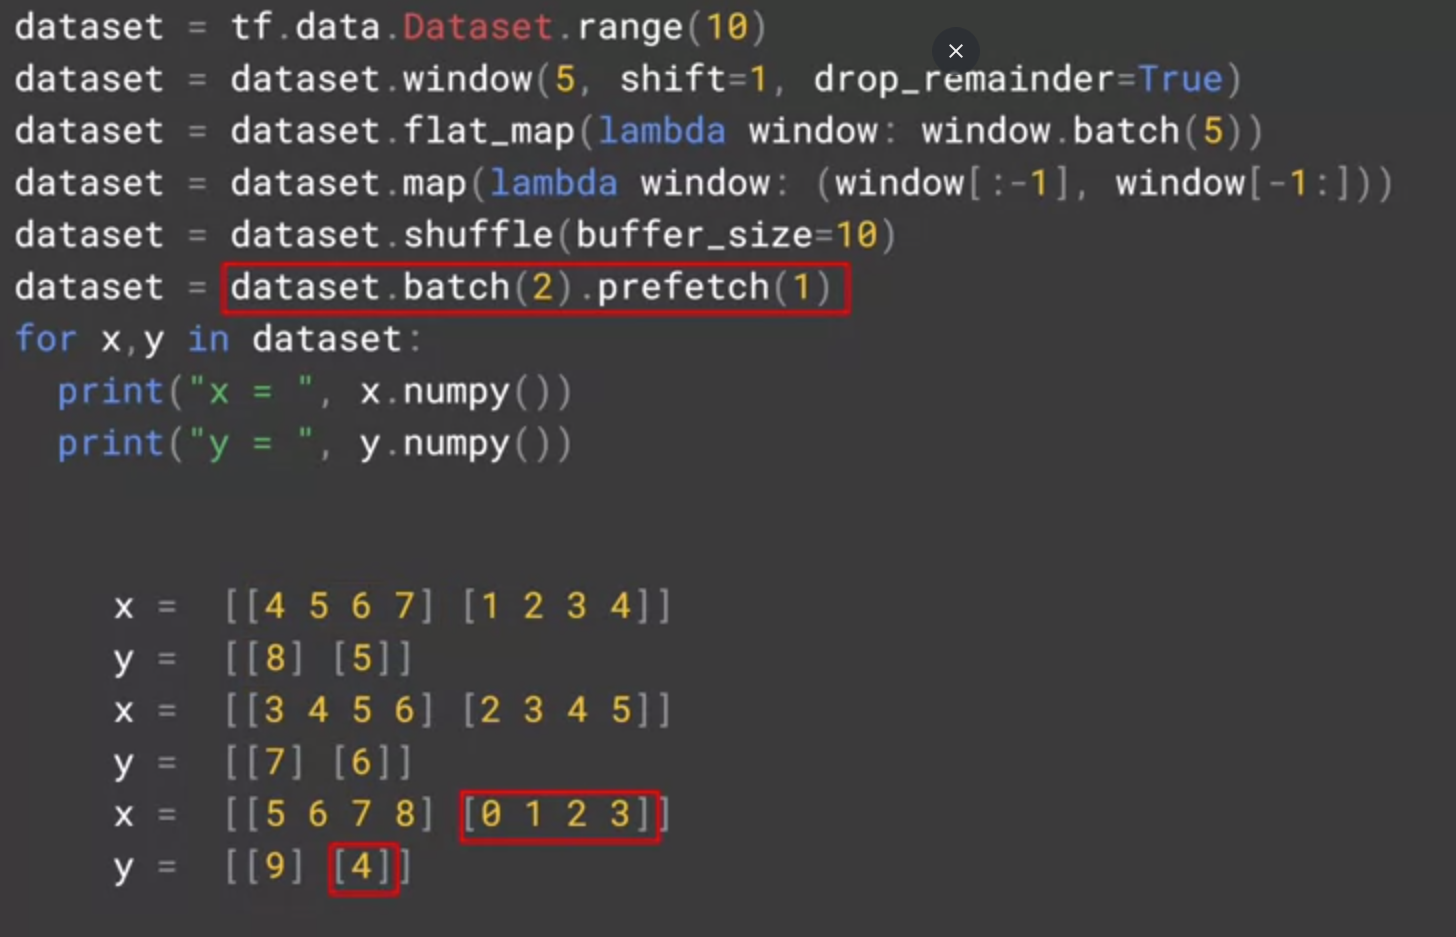 dataset = tf.data.Dataset.range(10)
dataset = dataset.window(5, shift=1, drop_remainder=True)
dataset = dataset.flat_map(lambda window: window.batch(5))
dataset = dataset.map(lambda window: (window[:-1], window[-1:]))
dataset = dataset.shuffle(buffer_size=10)
dataset = dataset.batch(2).prefetch(1)
for x,y in dataset:
  print("x = ", x.numpy())
  print("y = ", y.numpy())
x = [[4 5 6 7] [1 2 3 4]]
y = [[8] [5]]
x = [[3 4 5 6] [2 3 4 5]]
y = [[7] [6]]
x = [[5 6 7 8] [0 1 2 3]]
y = [[9] [4]]